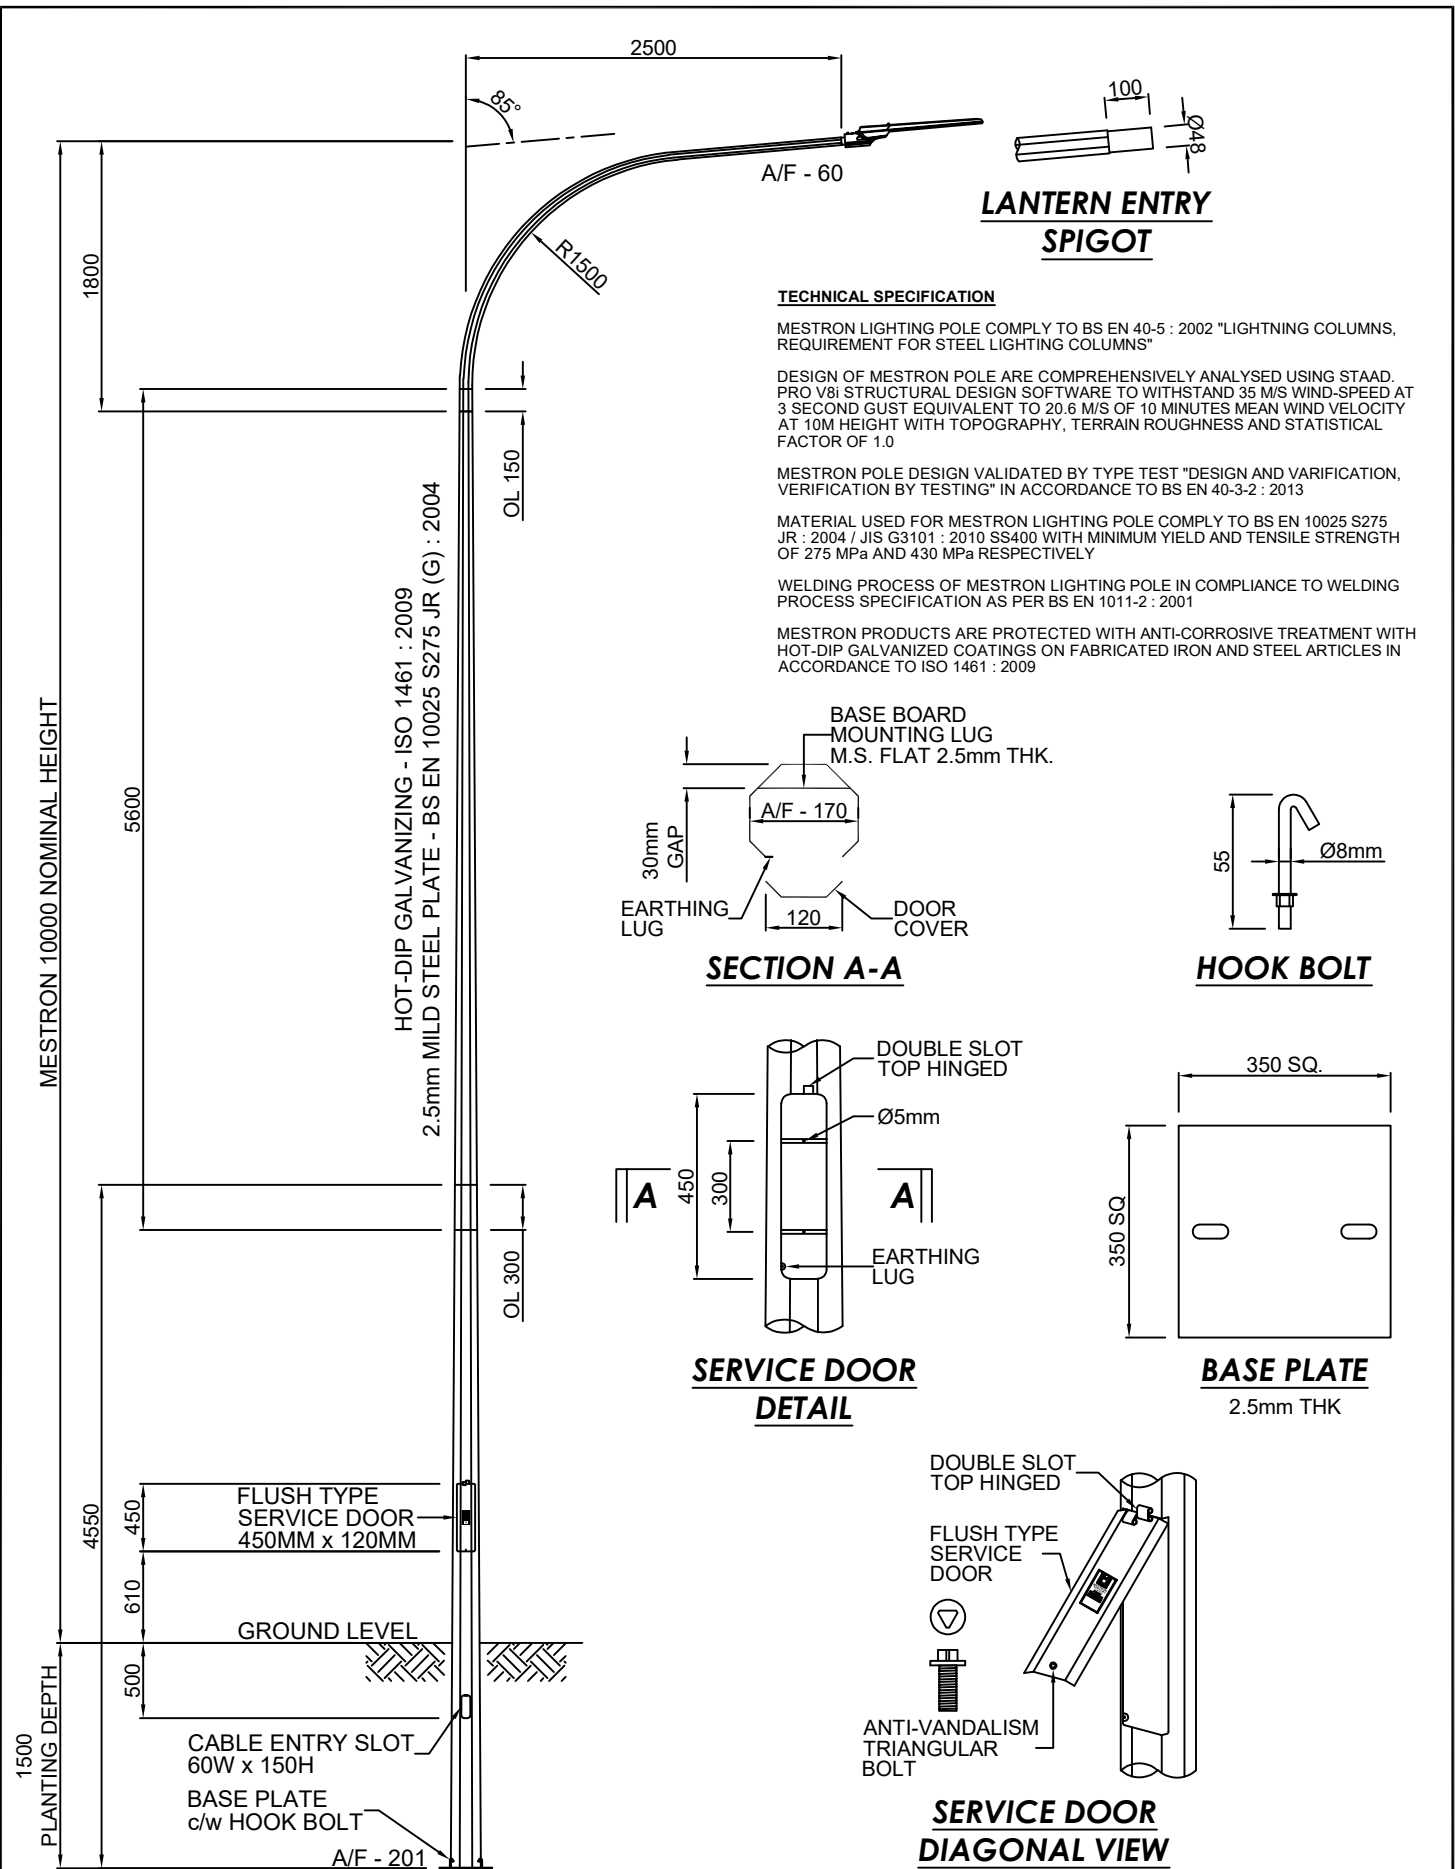 2500
85°
A/F - 60
R1500
100
Ø48
LANTERN ENTRY
SPIGOT
1800
OL 150
5600
MESTRON 10000 NOMINAL HEIGHT
HOT-DIP GALVANIZING - ISO 1461 : 2009
2.5mm MILD STEEL PLATE - BS EN 10025 S275 JR (G) : 2004
TECHNICAL SPECIFICATION
MESTRON LIGHTING POLE COMPLY TO BS EN 40-5 : 2002 "LIGHTNING COLUMNS,
REQUIREMENT FOR STEEL LIGHTING COLUMNS"
DESIGN OF MESTRON POLE ARE COMPREHENSIVELY ANALYSED USING STAAD.
PRO V8i STRUCTURAL DESIGN SOFTWARE TO WITHSTAND 35 M/S WIND-SPEED AT
3 SECOND GUST EQUIVALENT TO 20.6 M/S OF 10 MINUTES MEAN WIND VELOCITY
AT 10M HEIGHT WITH TOPOGRAPHY, TERRAIN ROUGHNESS AND STATISTICAL
FACTOR OF 1.0
MESTRON POLE DESIGN VALIDATED BY TYPE TEST "DESIGN AND VARIFICATION,
VERIFICATION BY TESTING" IN ACCORDANCE TO BS EN 40-3-2 : 2013
MATERIAL USED FOR MESTRON LIGHTING POLE COMPLY TO BS EN 10025 S275
JR : 2004 / JIS G3101 : 2010 SS400 WITH MINIMUM YIELD AND TENSILE STRENGTH
OF 275 MPa AND 430 MPa RESPECTIVELY
WELDING PROCESS OF MESTRON LIGHTING POLE IN COMPLIANCE TO WELDING
PROCESS SPECIFICATION AS PER BS EN 1011-2 : 2001
MESTRON PRODUCTS ARE PROTECTED WITH ANTI-CORROSIVE TREATMENT WITH
HOT-DIP GALVANIZED COATINGS ON FABRICATED IRON AND STEEL ARTICLES IN
ACCORDANCE TO ISO 1461 : 2009
BASE BOARD
MOUNTING LUG
M.S. FLAT 2.5mm THK.
A/F - 170
30mm
GAP
EARTHING
LUG
120
DOOR
COVER
SECTION A-A
55
Ø8mm
HOOK BOLT
DOUBLE SLOT
TOP HINGED
Ø5mm
450
300
A
A
EARTHING
LUG
SERVICE DOOR
DETAIL
350 SQ.
350 SQ
BASE PLATE
2.5mm THK
OL 300
4550
450
FLUSH TYPE
SERVICE DOOR
450MM x 120MM
610
GROUND LEVEL
500
1500
PLANTING DEPTH
CABLE ENTRY SLOT
60W x 150H
BASE PLATE
c/w HOOK BOLT
A/F - 201
DOUBLE SLOT
TOP HINGED
FLUSH TYPE
SERVICE
DOOR
ANTI-VANDALISM
TRIANGULAR
BOLT
SERVICE DOOR
DIAGONAL VIEW